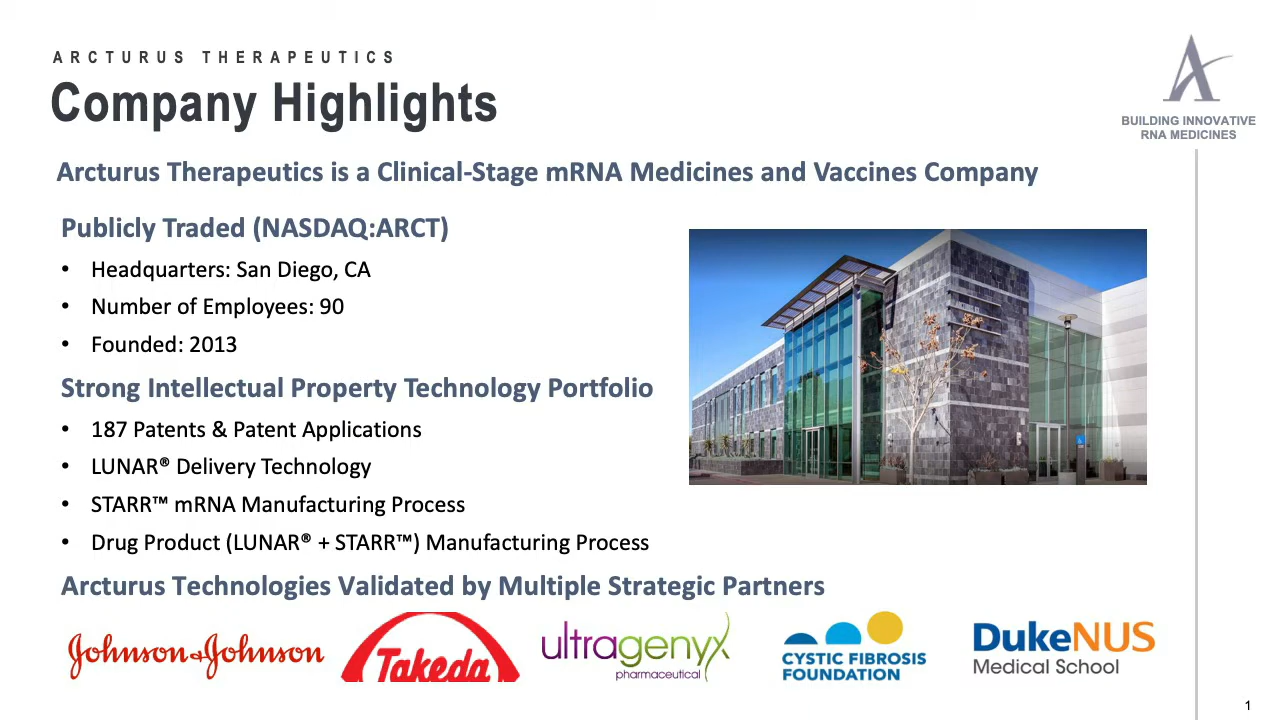 ARCTURUS THERAPEUTICS
Company Highlights
BUILDING INNOVATIVE
RNA MEDICINES
Arcturus Therapeutics is a Clinical-Stage mRNA Medicines and Vaccines Company
Publicly Traded (NASDAQ:ARCT)
• Headquarters: San Diego, CA
• Number of Employees: 90
• Founded: 2013
Strong Intellectual Property Technology Portfolio
• 187 Patents & Patent Applications
• LUNAR® Delivery Technology
• STARR™ mRNA Manufacturing Process
• Drug Product (LUNAR® + STARR™) Manufacturing Process
Arcturus Technologies Validated by Multiple Strategic Partners
Johnson & Johnson
Takeda
ultragenyx
pharmaceutical
CYSTIC FIBROSIS
FOUNDATION
DukeNUS
Medical School
1